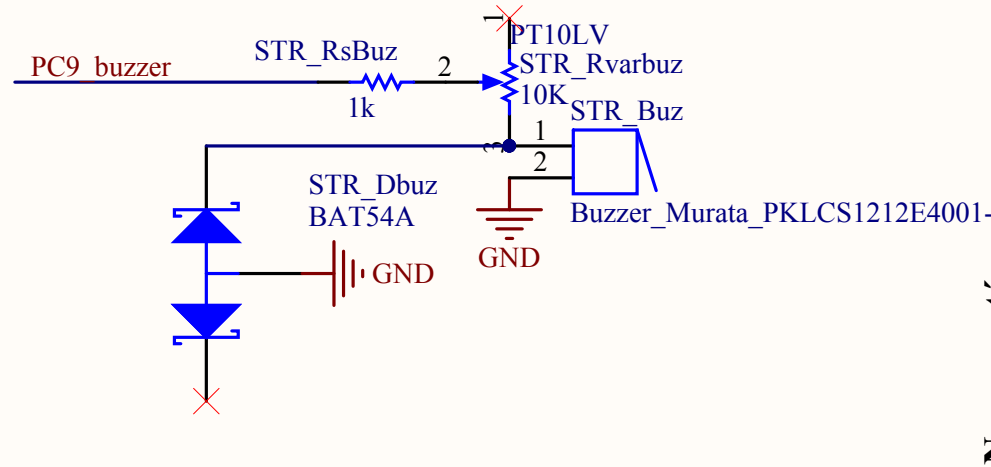 1
PT10LV
STR_RsBuz
PC9_buzzer
2
STR_Rvarbuz
1k
10K
STR_Buz
1
3
2
STR_Dbuz
BAT54A
Buzzer_Murata_PKLCS1212E4001-
GND
GND